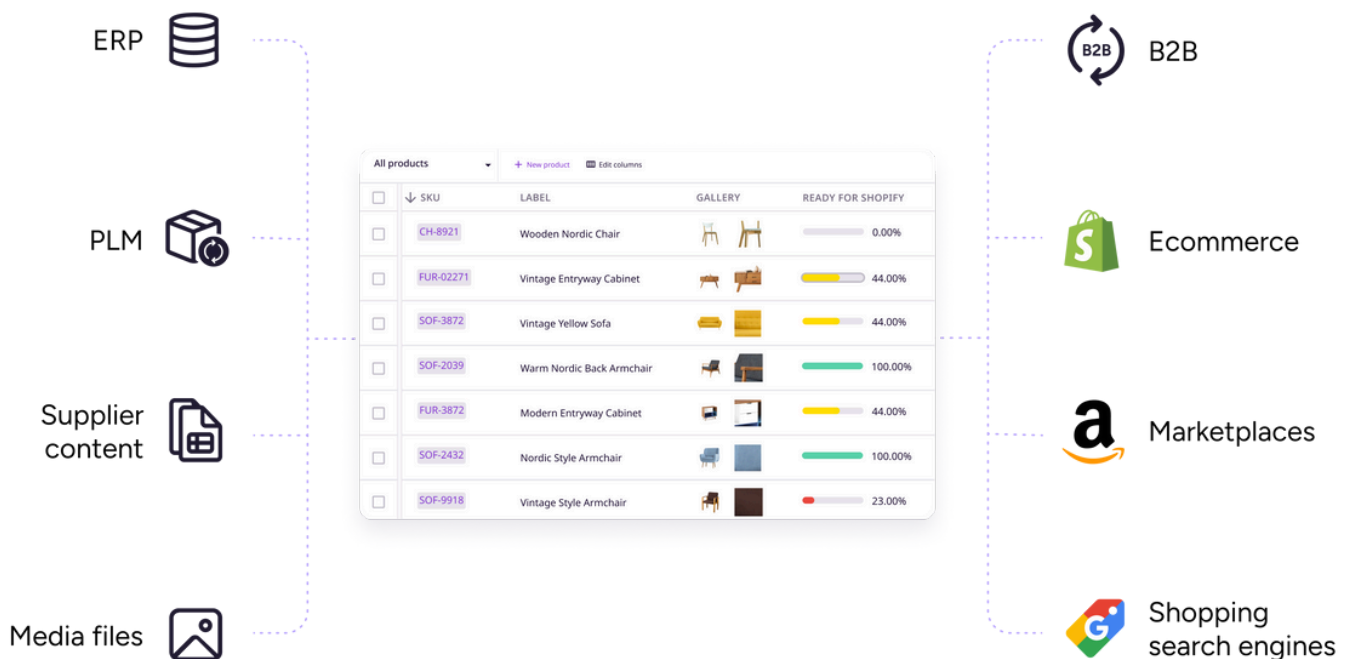 ERP
PLM
Supplier
content
Media files
All products
+ New product
Edit columns
SKU LABEL GALLERY READY FOR SHOPIFY
CH-8921 Wooden Nordic Chair 0.00%
FUR-02271 Vintage Entryway Cabinet 44.00%
SOF-3872 Vintage Yellow Sofa 44.00%
SOF-2039 Warm Nordic Back Armchair 100.00%
FUR-3872 Modern Entryway Cabinet 44.00%
SOF-2432 Nordic Style Armchair 100.00%
SOF-9918 Vintage Style Armchair 23.00%
B2B B2B
S Ecommerce
a Marketplaces
G Shopping
search engines